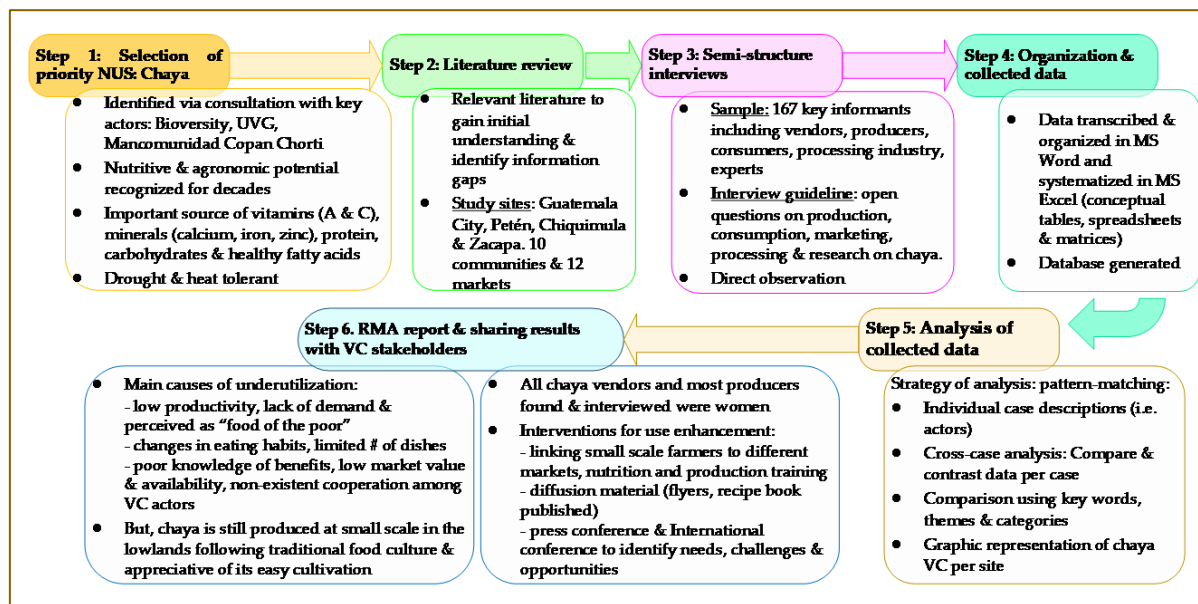 Step 1: Selection of
priority NUS: Chaya
● Identified via consultation with key
actors: Bioversity, UVG,
Mancomunidad Copan Chorti
● Nutritive & agronomic potential
recognized for decades
● Important source of vitamins (A & C),
minerals (calcium, iron, zinc), protein,
carbohydrates & healthy fatty acids
● Drought & heat tolerant
Step 2: Literature review
● Relevant literature to
gain initial
understanding &
identify information
gaps
● Study sites: Guatemala
City, Petén, Chiquimula
& Zacapa. 10
communities & 12
markets
Step 3: Semi-structure
interviews
● Sample: 167 key informants
including vendors, producers,
consumers, processing industry,
experts
● Interview guideline: open
questions on production,
consumption, marketing,
processing & research on chaya.
● Direct observation
Step 4: Organization &
collected data
● Data transcribed &
organized in MS
Word and
systematized in MS
Excel (conceptual
tables, spreadsheets
& matrices)
● Database generated
Step 5: Analysis of
collected data
Strategy of analysis: pattern-matching:
● Individual case descriptions (i.e.
actors)
● Cross-case analysis: Compare &
contrast data per case
● Comparison using key words,
themes & categories
● Graphic representation of chaya
VC per site
Step 6. RMA report & sharing results
with VC stakeholders
● Main causes of underutilization:
- low productivity, lack of demand &
perceived as “food of the poor”
- changes in eating habits, limited # of dishes
- poor knowledge of benefits, low market value
& availability, non-existent cooperation among
VC actors
● But, chaya is still produced at small scale in the
lowlands following traditional food culture &
appreciative of its easy cultivation
● All chaya vendors and most producers
found & interviewed were women
● Interventions for use enhancement:
- linking small scale farmers to different
markets, nutrition and production training
- diffusion material (flyers, recipe book
published)
- press conference & International
conference to identify needs, challenges &
opportunities